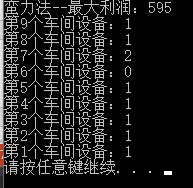 蛮力法--最大利润: 595
第9个车间设备: 1
第8个车间设备: 1
第7个车间设备: 2
第6个车间设备: 0
第5个车间设备: 1
第4个车间设备: 1
第3个车间设备: 1
第2个车间设备: 1
第1个车间设备: 1
请按任意键继续. . .